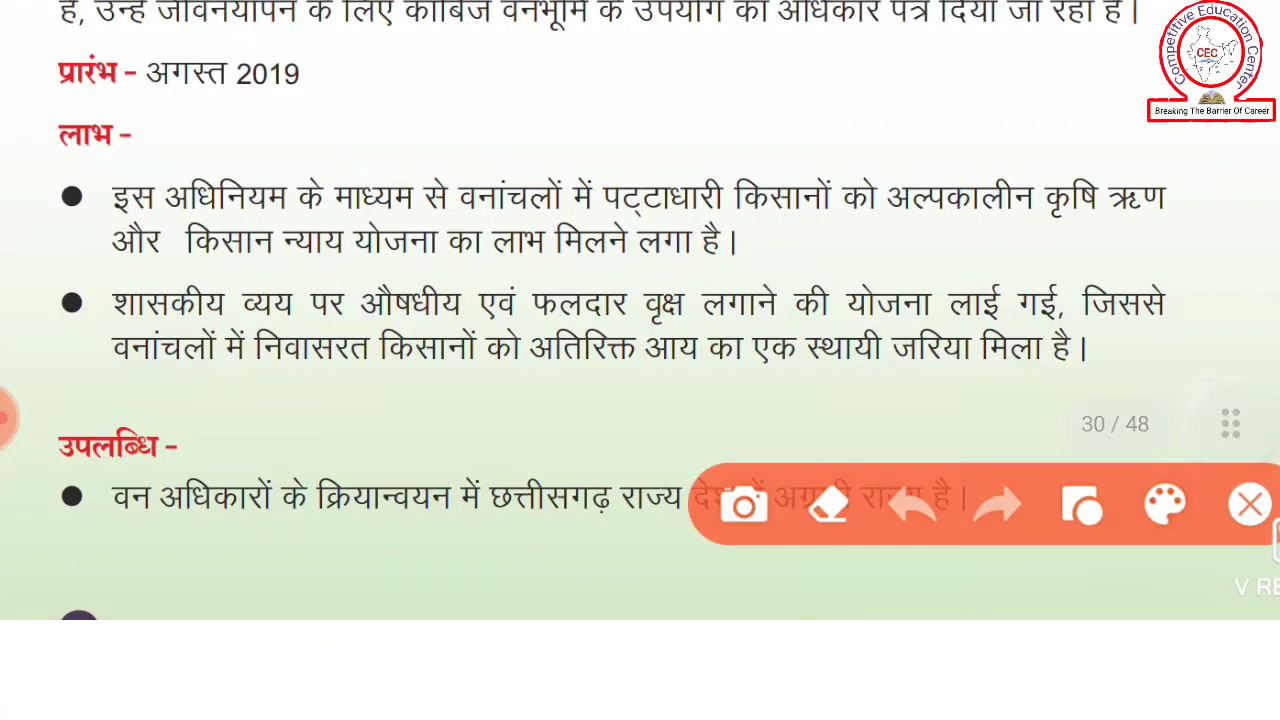 है, उन्हें जीवनयापन के लिए काबिज वनभूमि के उपयोग का अधिकार पत्र दिया जा रहा है।
प्रारंभ - अगस्त 2019
लाभ -
● इस अधिनियम के माध्यम से वनांचलों में पट्टाधारी किसानों को अल्पकालीन कृषि ऋण
और किसान न्याय योजना का लाभ मिलने लगा है।
● शासकीय व्यय पर औषधीय एवं फलदार वृक्ष लगाने की योजना लाई गई, जिससे
वनांचलों में निवासरत किसानों को अतिरिक्त आय का एक स्थायी जरिया मिला है।
30 / 48
उपलब्धि -
● वन अधिकारों के क्रियान्वयन में छत्तीसगढ़ राज्य देश में अग्रणी राज्य है।
V RE
Competitive Education Center
CEC
Breaking The Barrier Of Career